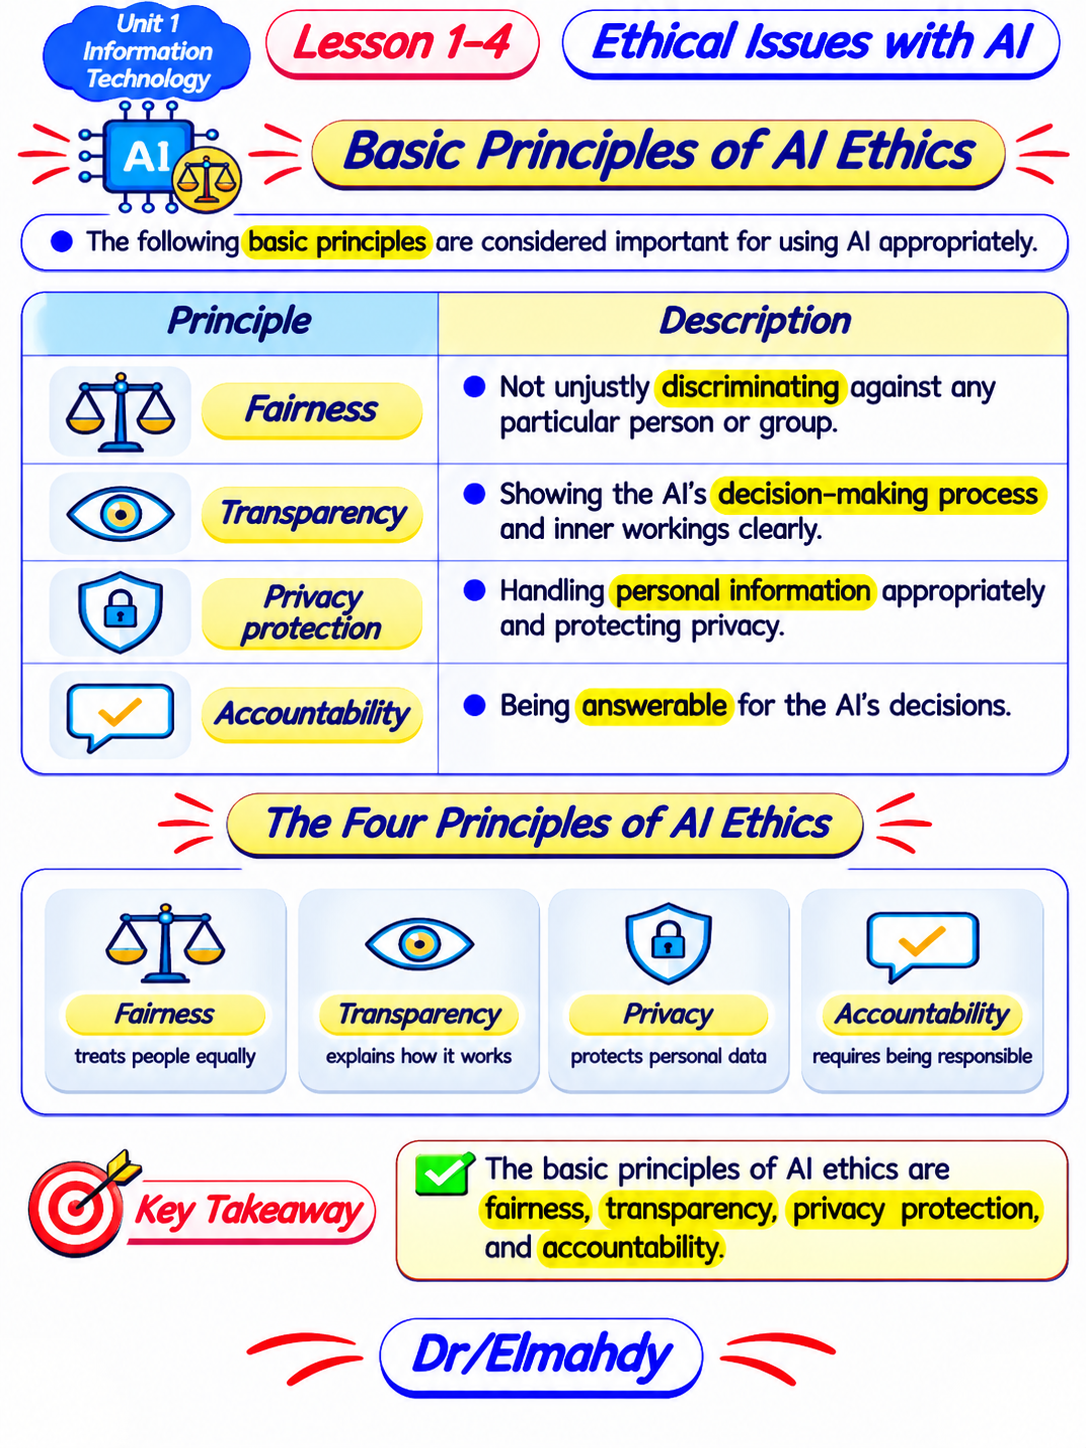 Unit 1
Information
Technology
Lesson 1-4
Ethical Issues with AI
AI
Basic Principles of AI Ethics
The following basic principles are considered important for using AI appropriately.
Principle
Description
Fairness
Not unjustly discriminating against any
particular person or group.
Transparency
Showing the AI's decision-making process
and inner workings clearly.
Privacy
protection
Handling personal information appropriately
and protecting privacy.
Accountability
Being answerable for the AI's decisions.
The Four Principles of AI Ethics
Fairness
treats people equally
Transparency
explains how it works
Privacy
protects personal data
Accountability
requires being responsible
Key Takeaway
The basic principles of AI ethics are
fairness, transparency, privacy protection,
and accountability.
Dr/Elmahdy